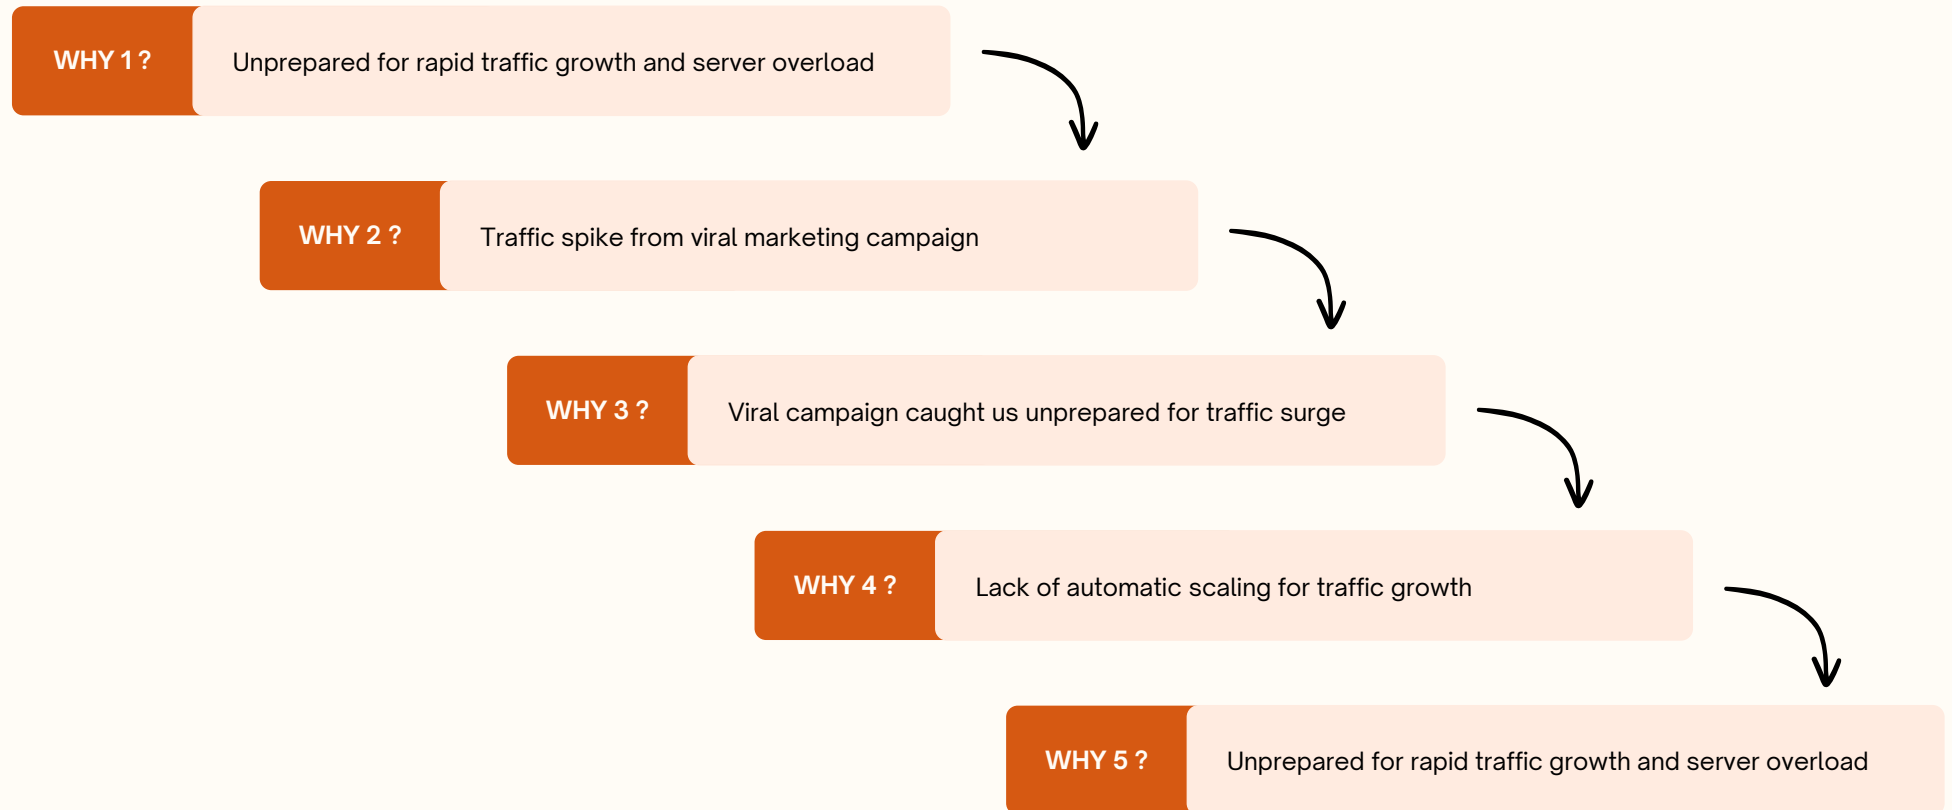 WHY 1 ?
Unprepared for rapid traffic growth and server overload
WHY 2 ?
Traffic spike from viral marketing campaign
WHY 3 ?
Viral campaign caught us unprepared for traffic surge
WHY 4 ?
Lack of automatic scaling for traffic growth
WHY 5 ?
Unprepared for rapid traffic growth and server overload